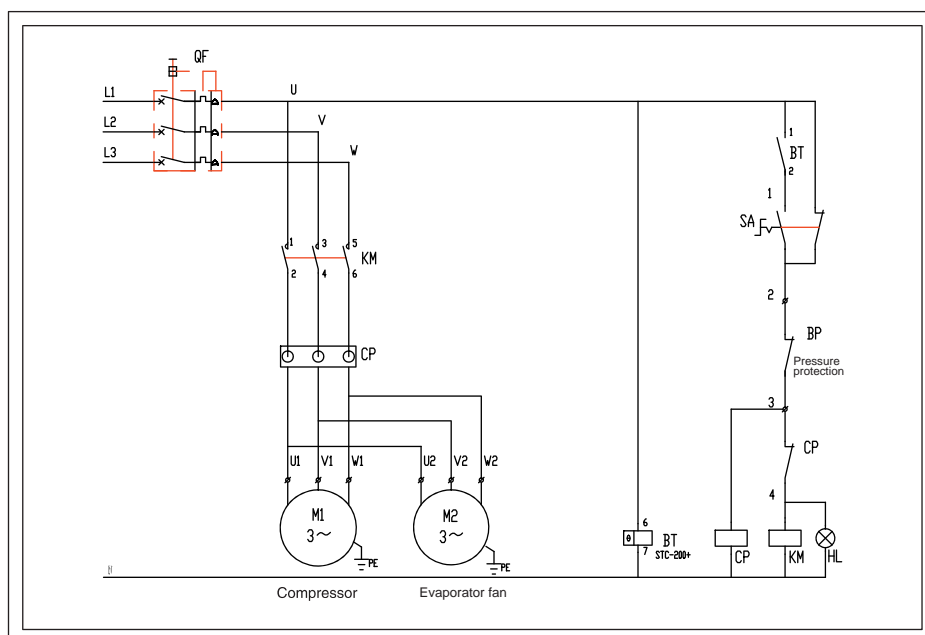 QF
L1
U
L2
V
L3
W
1
BT
2
1
SA
1 3 5
KM
2 4 6
2
BP
Pressure
protection
CP
3
CP
U1 V1 W1 U2 V2 W2
4
M1
3~
M2
3~
6
θ
BT
7
STC-200+
CP
KM
HL
PE
PE
N
Compressor
Evaporator fan